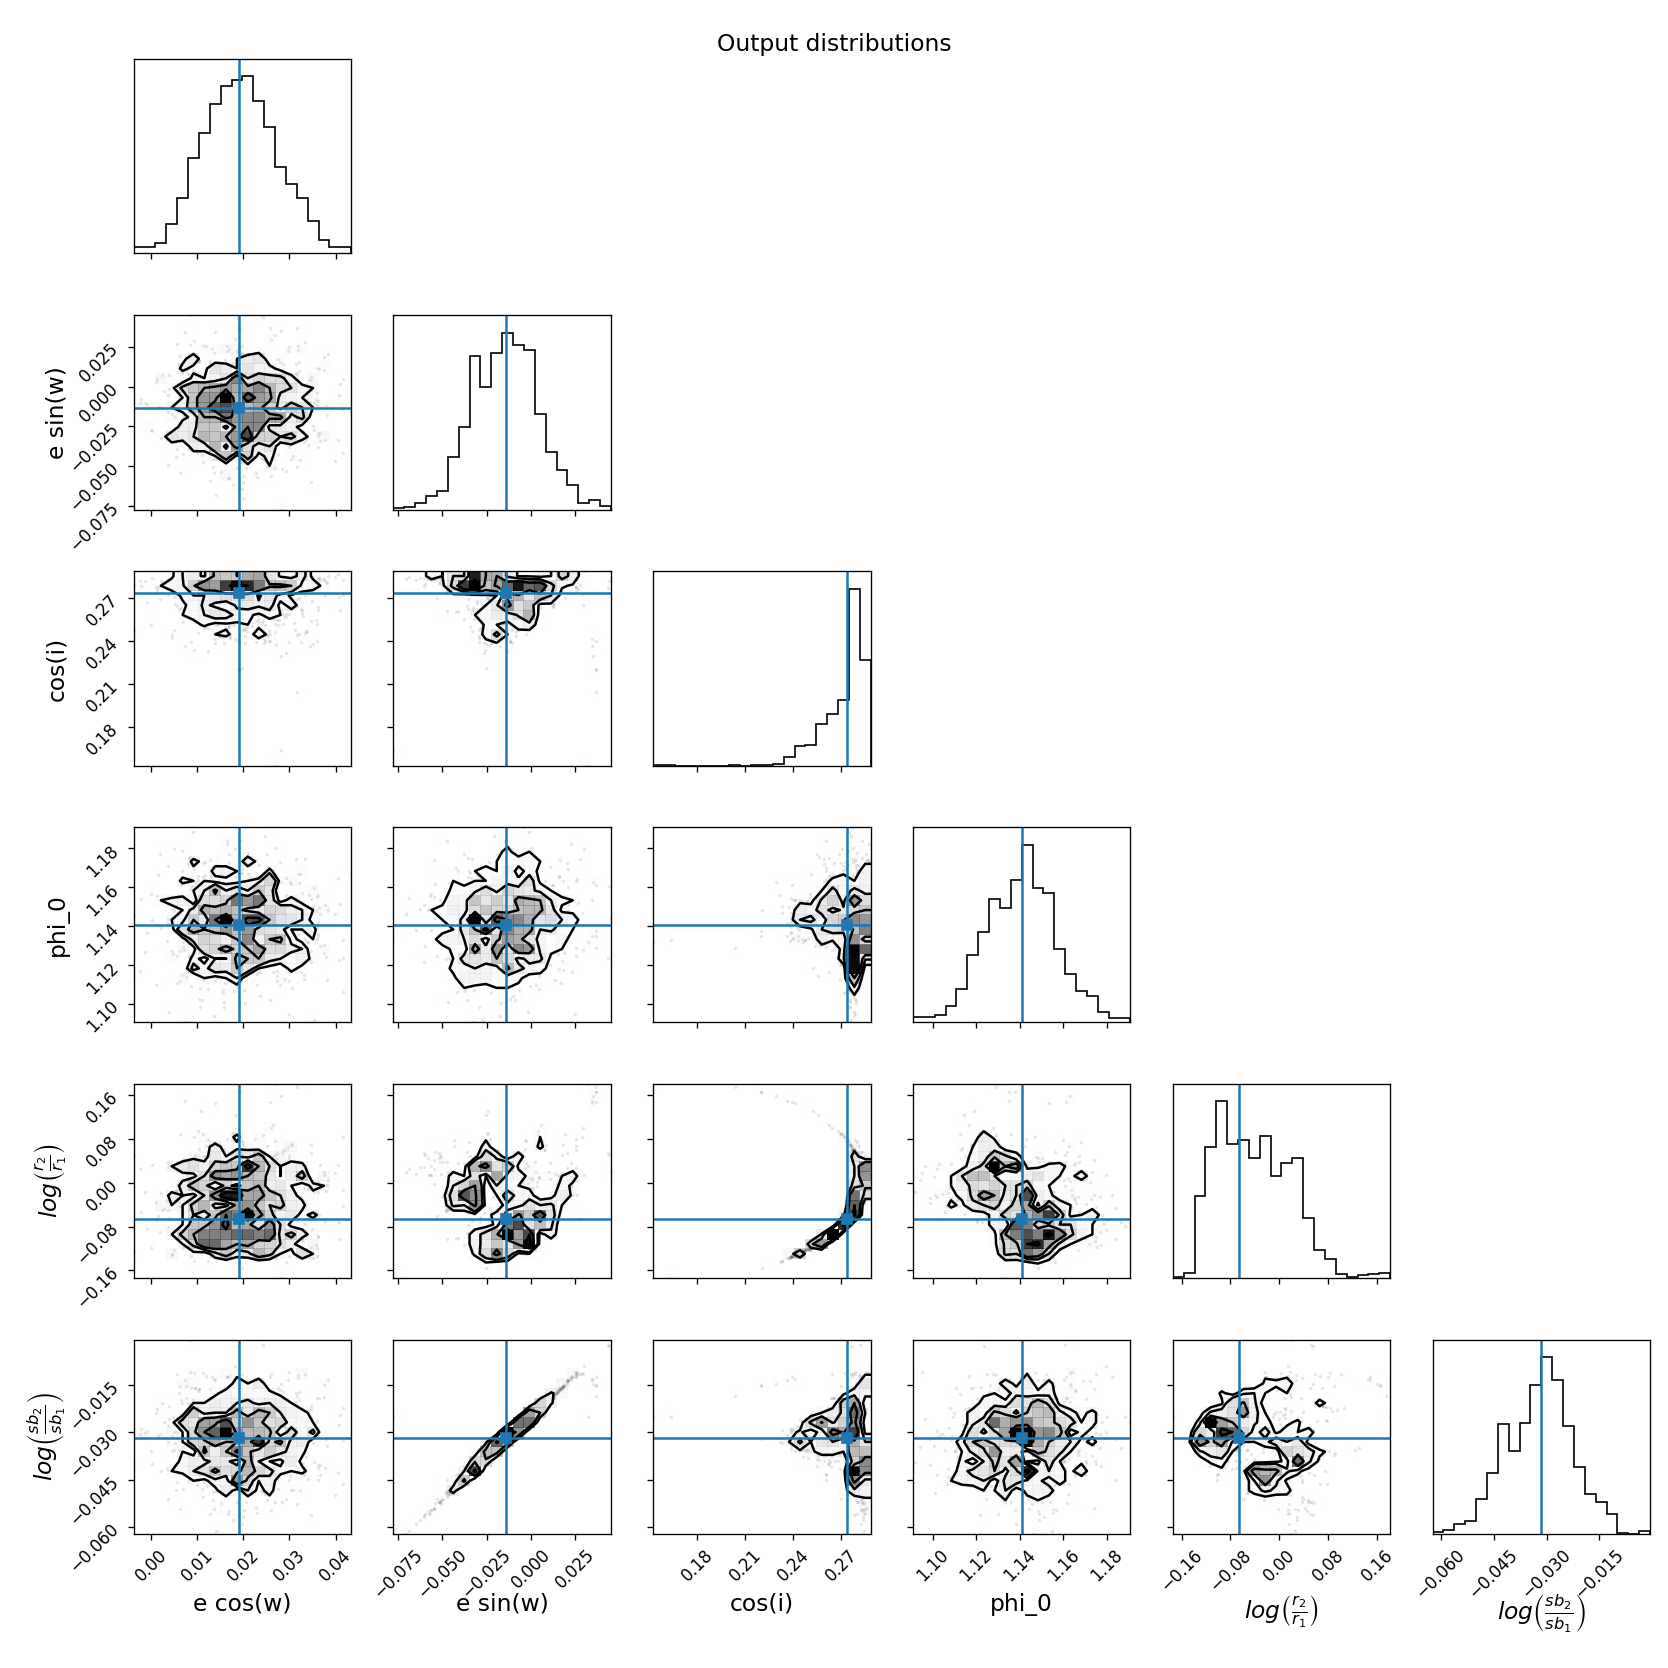 Output distributions
e sin(w)
0.025
0.000
−0.025
−0.050
−0.075
cos(i)
0.27
0.24
0.21
0.18
phi_0
1.18
1.16
1.14
1.12
1.10
log(r₂/r₁)
0.16
0.08
0.00
−0.08
−0.16
log(sb₂/sb₁)
−0.015
−0.030
−0.045
−0.060
0.00 0.01 0.02 0.03 0.04
e cos(w)
−0.075 −0.050 −0.025 0.000 0.025
e sin(w)
0.18 0.21 0.24 0.27
cos(i)
1.10 1.12 1.14 1.16 1.18
phi_0
−0.16 −0.08 0.00 0.08 0.16
log(r₂/r₁)
−0.060 −0.045 −0.030 −0.015
log(sb₂/sb₁)